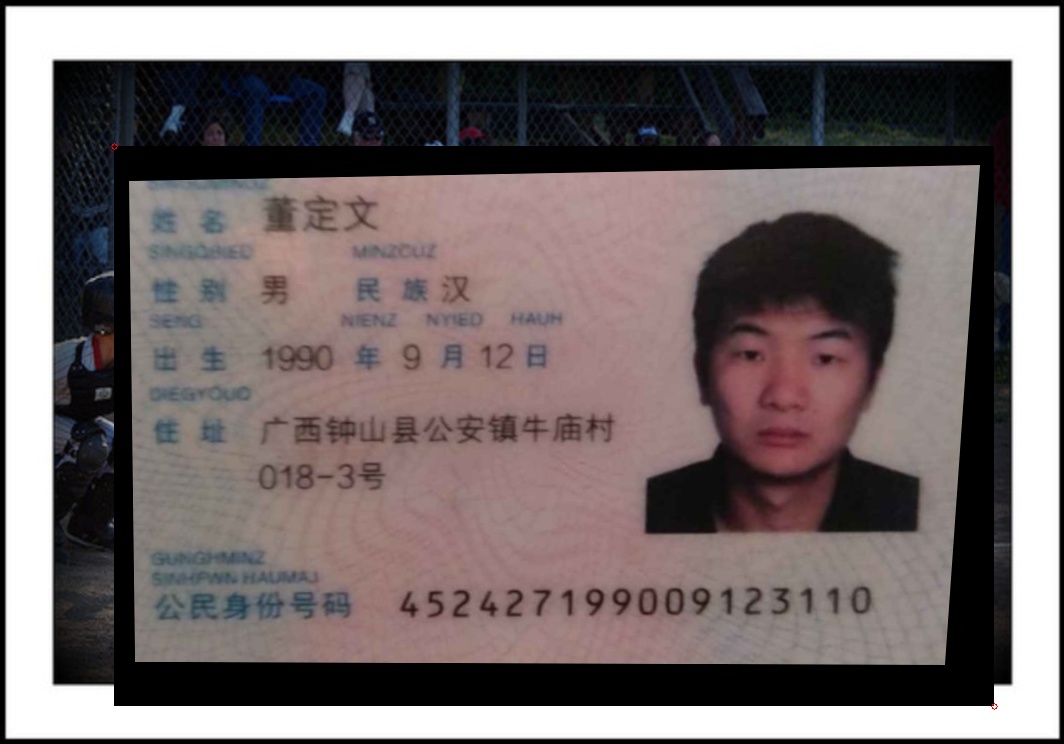 姓名 董定文
SINGQBIED MINZCUZ
性别 男 民族 汉
SENG NIENZ NYIED HAUH
出生 1990 年 9 月 12 日
DIEGYOUQ
住址 广西钟山县公安镇牛庙村
018-3号
GUNGHMINZ
SINHFWN HAUMAJ
公民身份号码 452427199009123110